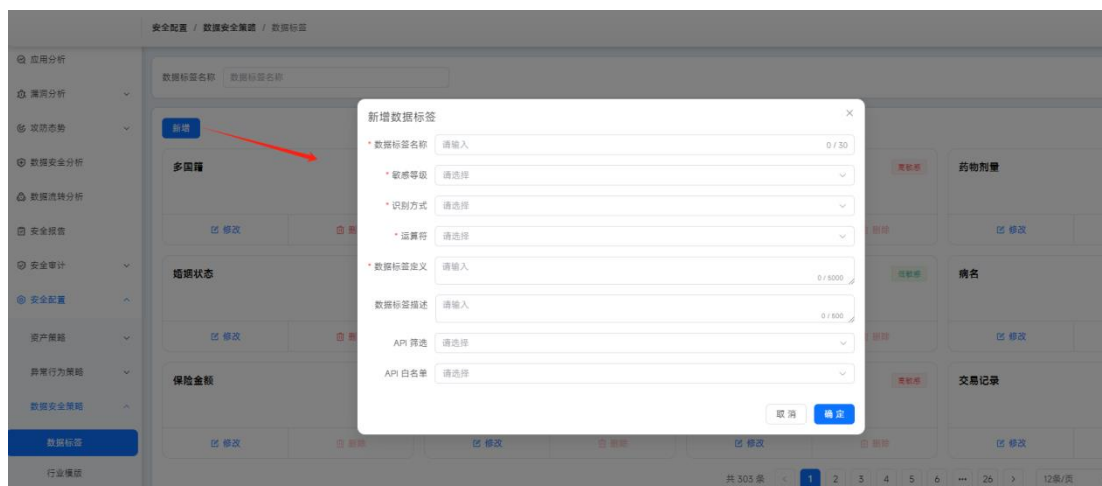 安全配置 / 数据安全策略 / 数据标签
应用分析
漏洞分析
攻防态势
数据安全分析
数据流转分析
安全报告
安全审计
安全配置
资产策略
异常行为策略
数据安全策略
数据标签
行业模版
数据标签名称 数据标签名称
新增
多国籍
高敏感
药物剂量
修改 删 删除 修改
婚姻状态
低敏感
病名
修改 删 删除 修改
保险金额
高敏感
交易记录
修改 删除 修改 删除 修改 删除 修改
共 303 条 < 1 2 3 4 5 6 ··· 26 > 12条/页
新增数据标签
* 数据标签名称 请输入 0 / 30
* 敏感等级 请选择
* 识别方式 请选择
* 运算符 请选择
* 数据标签定义 请输入 0 / 5000
数据标签描述 请输入 0 / 500
API 筛选 请选择
API 白名单 请选择
取消 确定